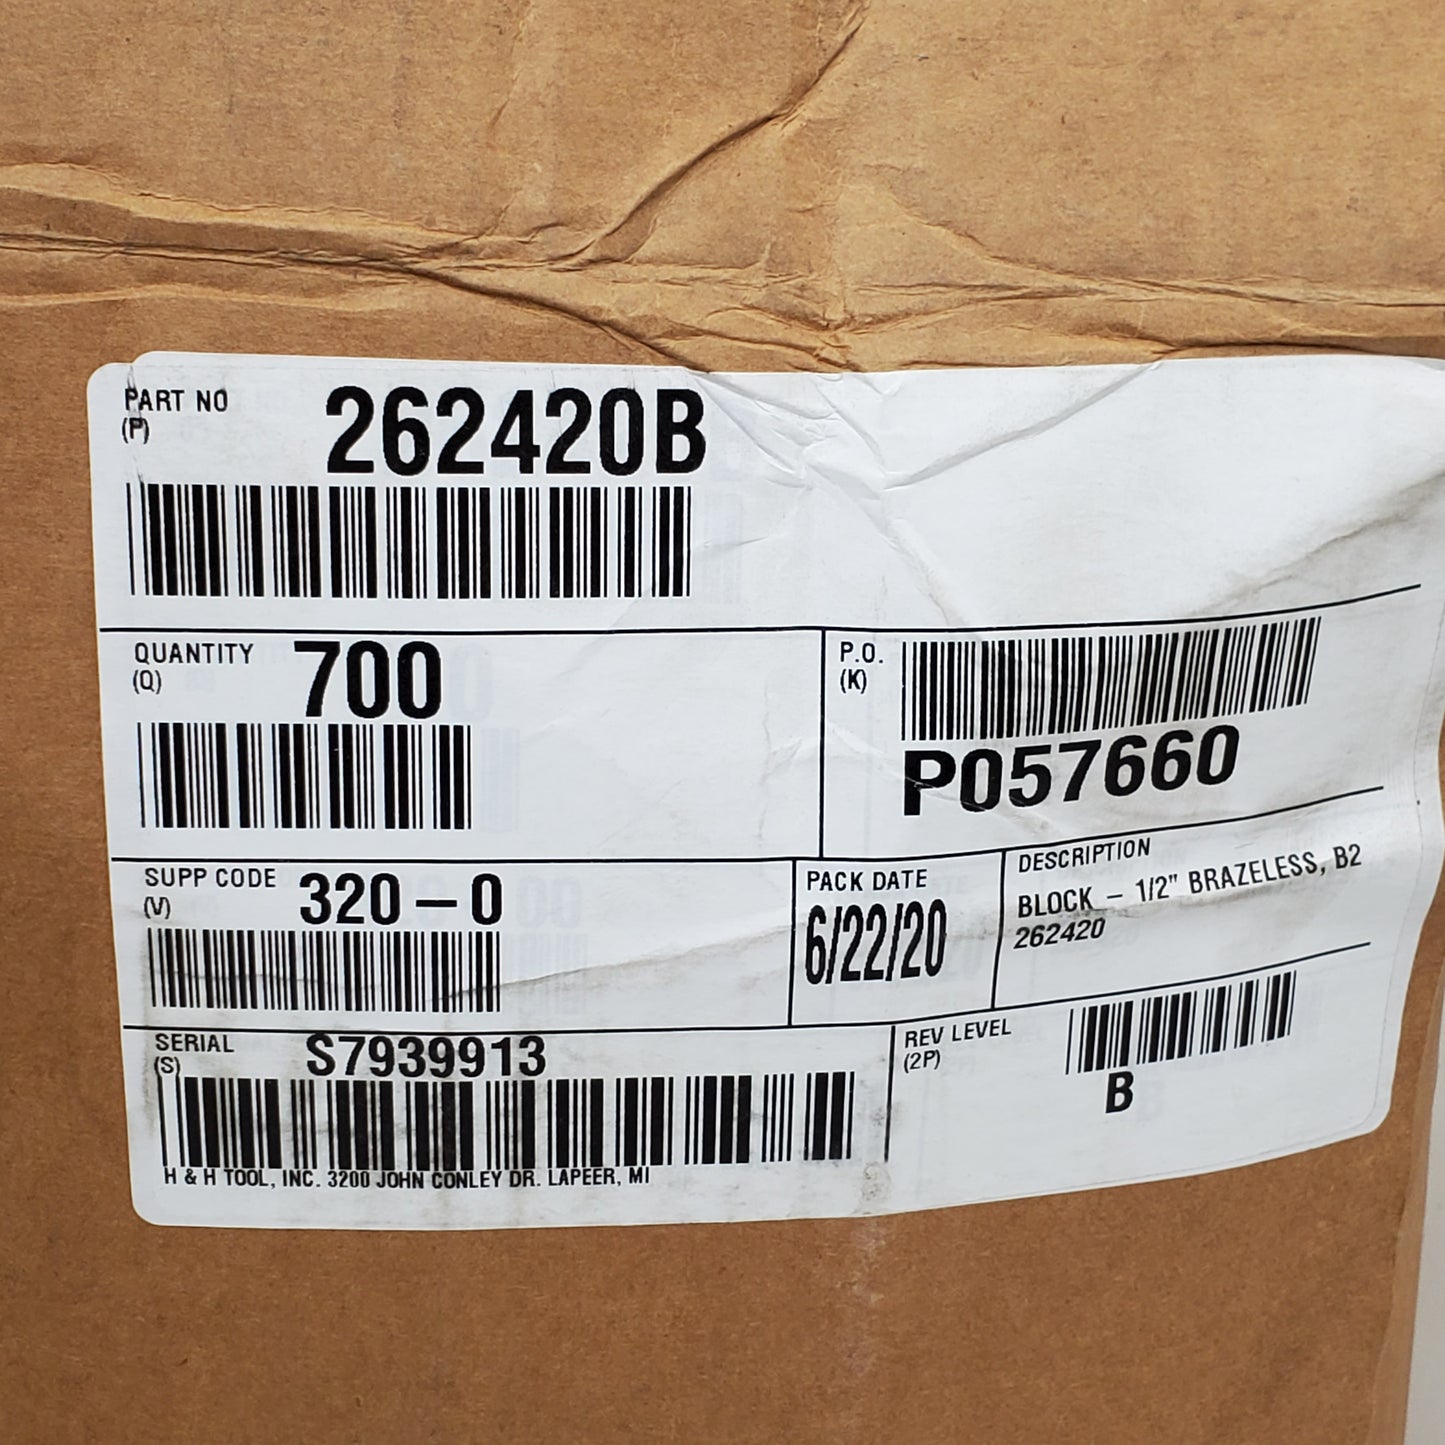 PART NO
(P)
262420B
QUANTITY
(Q)
700
P.O.
(K)
P057660
SUPP CODE
(V)
320-0
PACK DATE
6/22/20
DESCRIPTION
BLOCK - 1/2" BRAZELESS, B2
262420
SERIAL
(S)
S7939913
REV LEVEL
(2P)
B
H & H TOOL, INC. 3200 JOHN CONLEY DR. LAPEER, MI